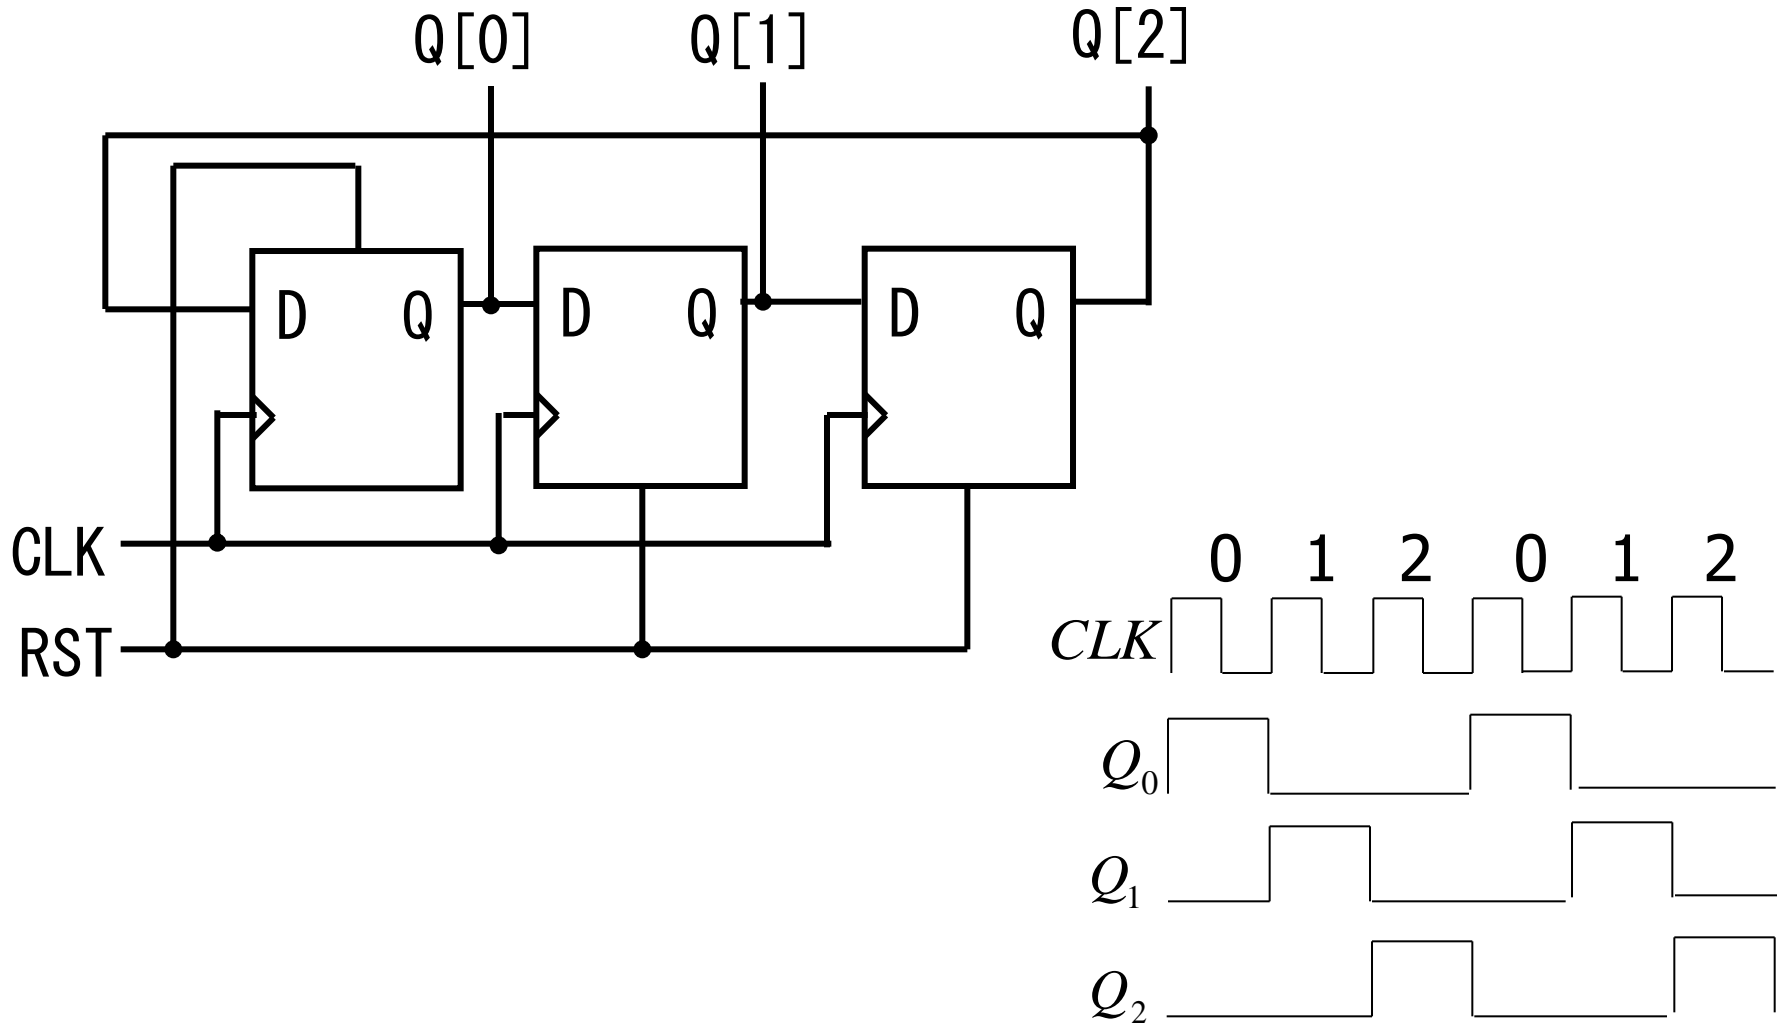 Q[0] Q[1] Q[2]
D Q D Q D Q
CLK
RST
0 1 2 0 1 2
CLK
Q0
Q1
Q2